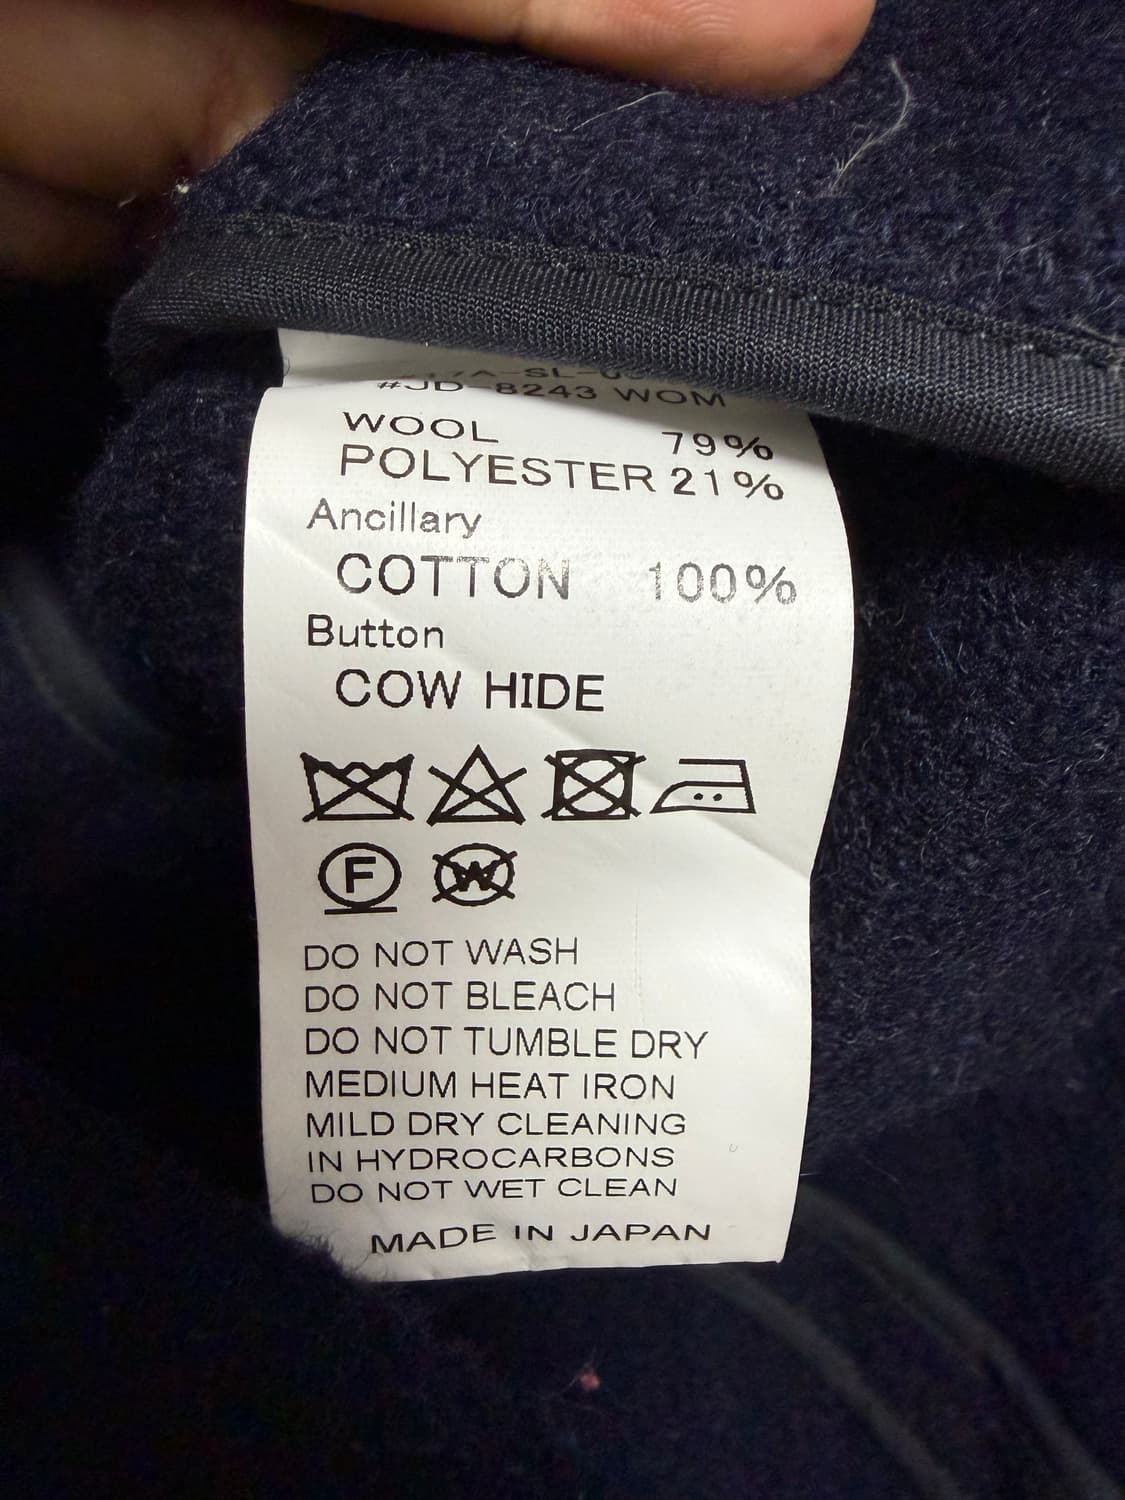 #JD-8243 WOM
WOOL 79%
POLYESTER 21%
Ancillary
COTTON 100%
Button
COW HIDE
F W
DO NOT WASH
DO NOT BLEACH
DO NOT TUMBLE DRY
MEDIUM HEAT IRON
MILD DRY CLEANING
IN HYDROCARBONS
DO NOT WET CLEAN
MADE IN JAPAN